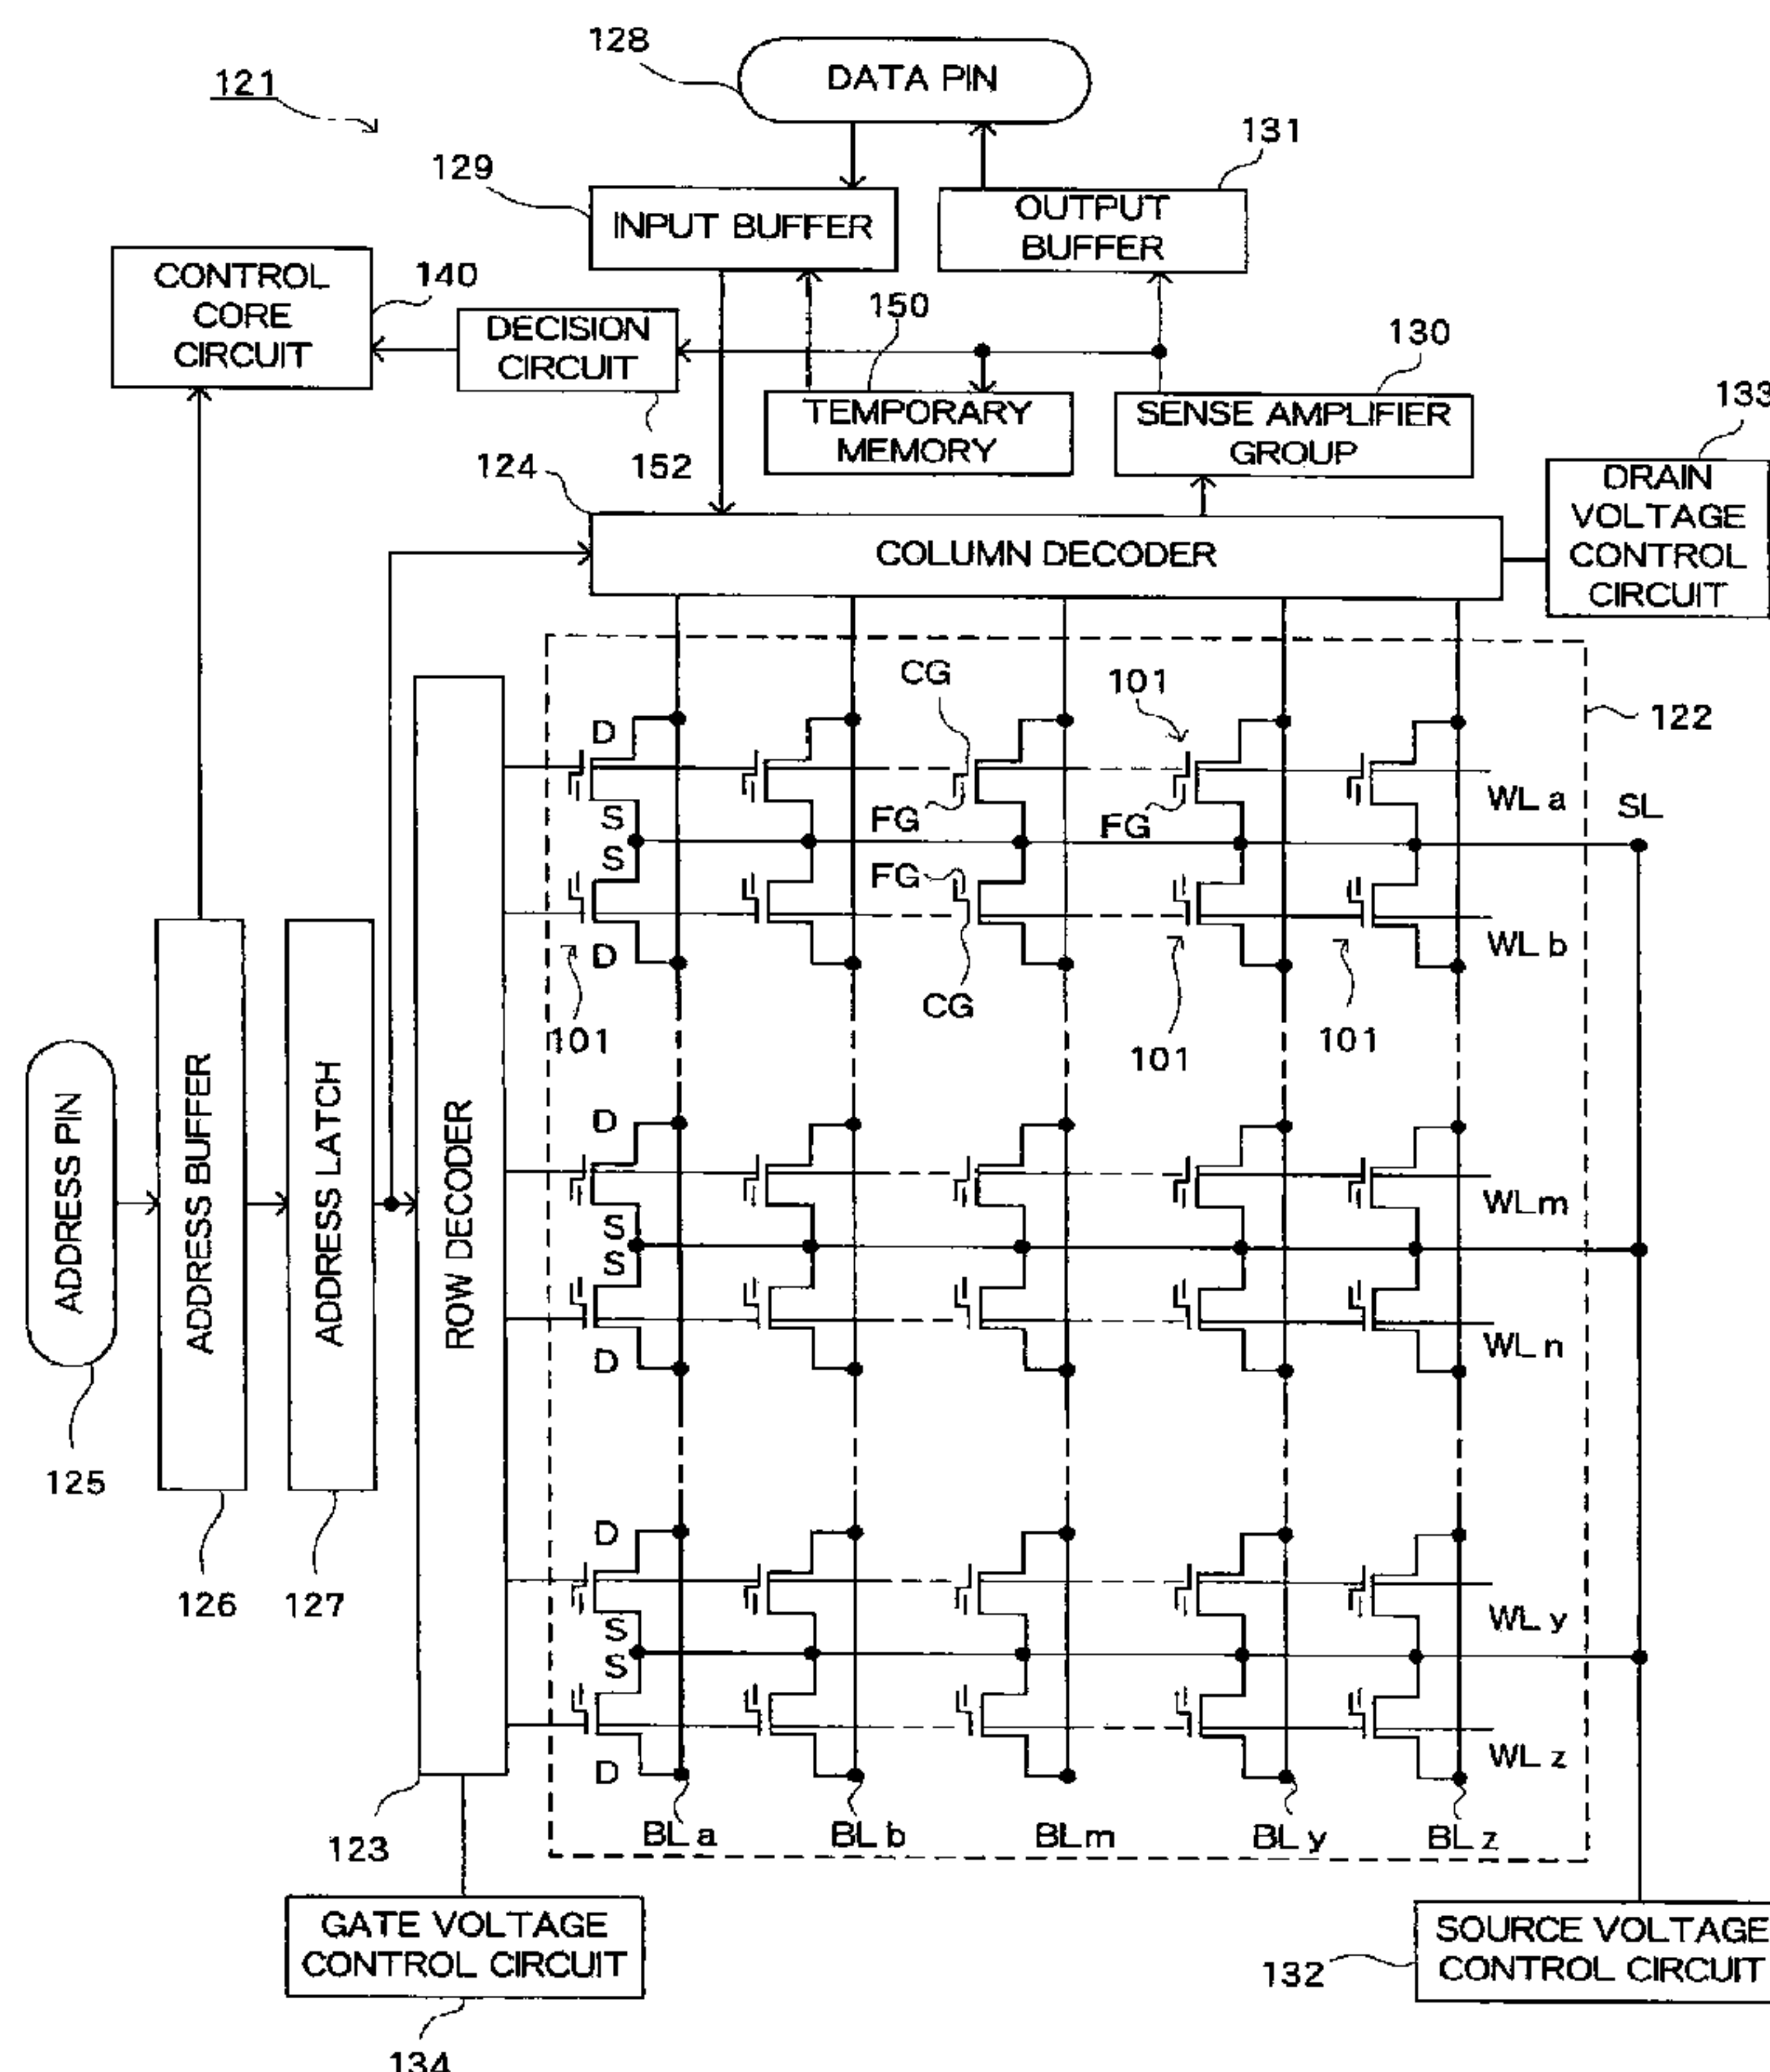 128
DATA PIN
121
131
129
INPUT BUFFER
OUTPUT
BUFFER
CONTROL
CORE
CIRCUIT
140
150
DECISION
CIRCUIT
130
133
TEMPORARY
MEMORY
SENSE AMPLIFIER
GROUP
124
152
DRAIN
VOLTAGE
CONTROL
CIRCUIT
COLUMN DECODER
CG
101
122
D
S
FG
FG
WL a
SL
S
FG
D
WL b
CG
101
101
101
ADDRESS PIN
ADDRESS BUFFER
ADDRESS LATCH
ROW DECODER
D
S
WLm
S
D
WL n
125
126
127
D
S
WL y
S
D
WL z
123
BL a
BL b
BLm
BL y
BL z
GATE VOLTAGE
CONTROL CIRCUIT
134
132
SOURCE VOLTAGE
CONTROL CIRCUIT